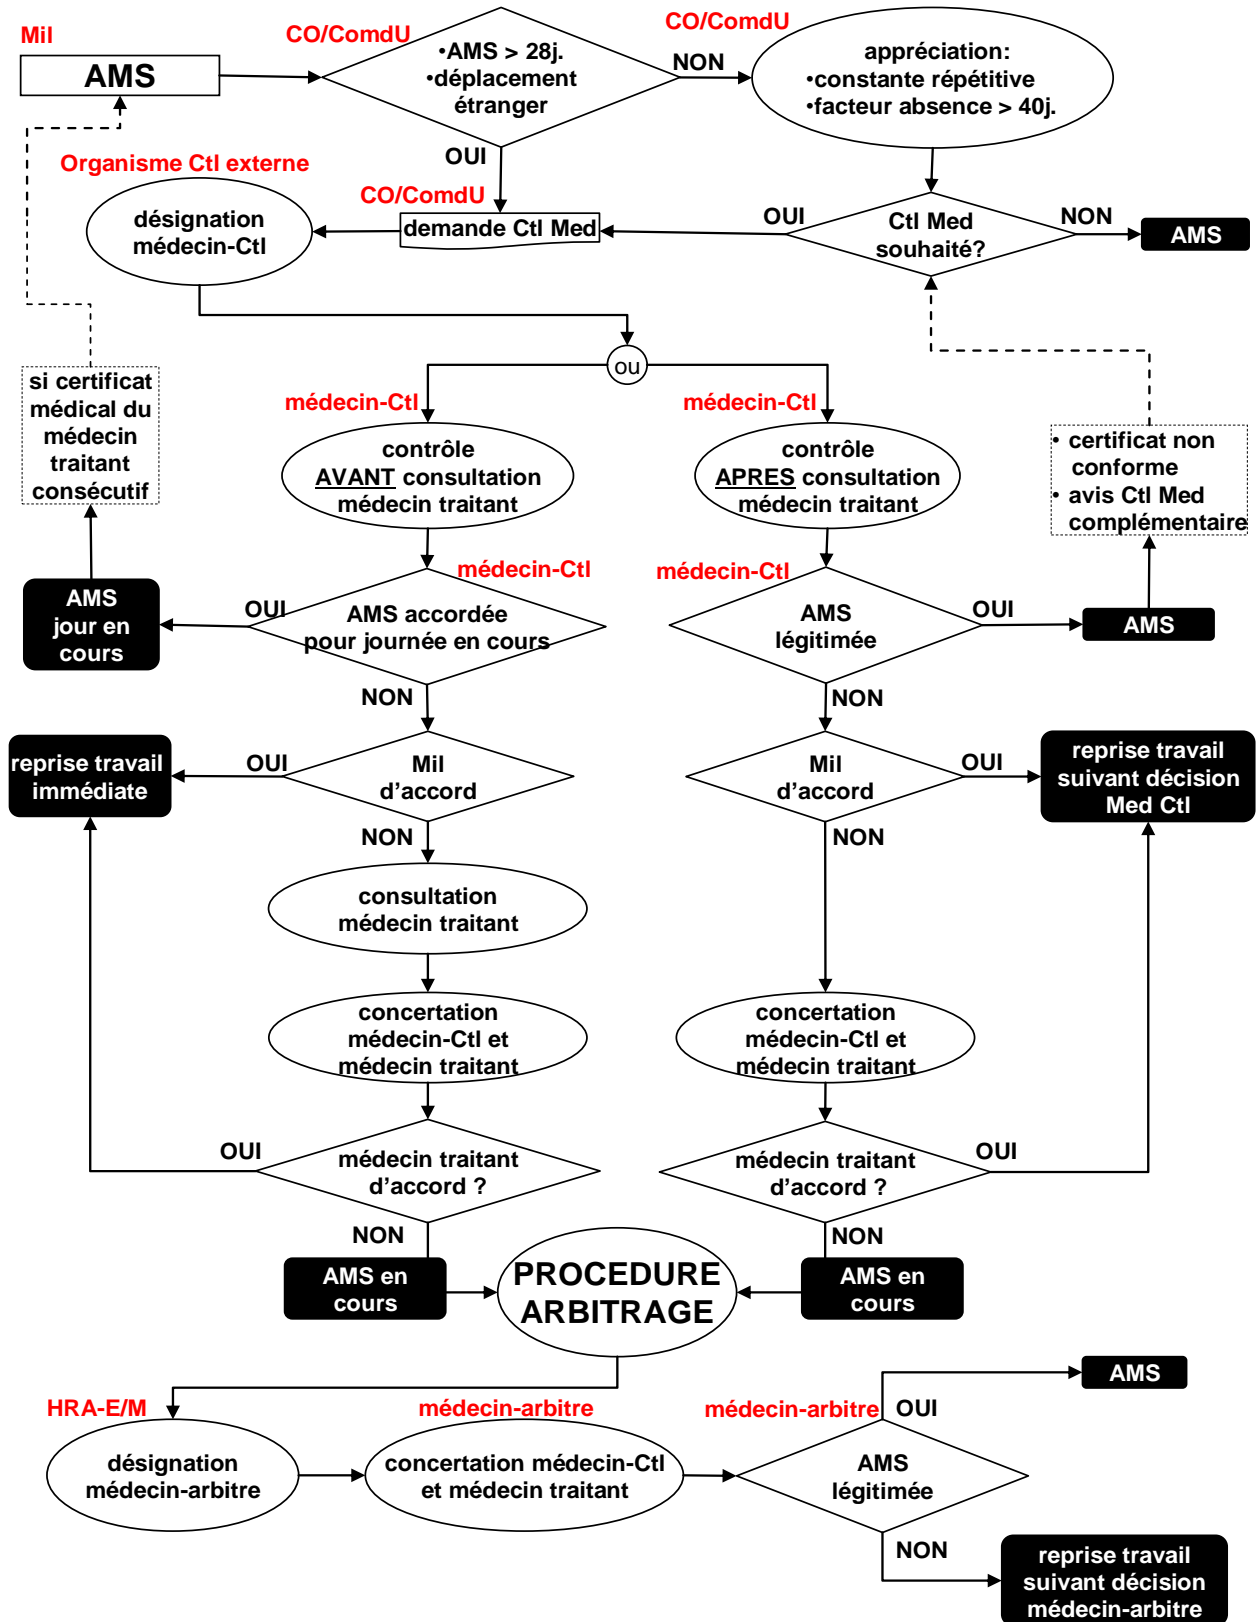 Mil
AMS
CO/ComdU
•AMS > 28j.
•déplacement
étranger
NON
CO/ComdU
appréciation:
•constante répétitive
•facteur absence > 40j.
OUI
Organisme Ctl externe
désignation
médecin-Ctl
CO/ComdU
demande Ctl Med
OUI
Ctl Med
souhaité?
NON
AMS
ou
si certificat
médical du
médecin
traitant
consécutif
médecin-Ctl
contrôle
AVANT consultation
médecin traitant
médecin-Ctl
contrôle
APRES consultation
médecin traitant
• certificat non
conforme
• avis Ctl Med
complémentaire
AMS
jour en
cours
OUI
médecin-Ctl
AMS accordée
pour journée en cours
NON
médecin-Ctl
AMS
légitimée
OUI
AMS
NON
reprise travail
immédiate
OUI
Mil
d’accord
NON
Mil
d’accord
OUI
NON
reprise travail
suivant décision
Med Ctl
consultation
médecin traitant
concertation
médecin-Ctl et
médecin traitant
concertation
médecin-Ctl et
médecin traitant
OUI
médecin traitant
d’accord ?
NON
médecin traitant
d’accord ?
OUI
NON
AMS en
cours
PROCEDURE
ARBITRAGE
AMS en
cours
HRA-E/M
désignation
médecin-arbitre
médecin-arbitre
concertation médecin-Ctl
et médecin traitant
médecin-arbitre
OUI
AMS
AMS
légitimée
NON
reprise travail
suivant décision
médecin-arbitre